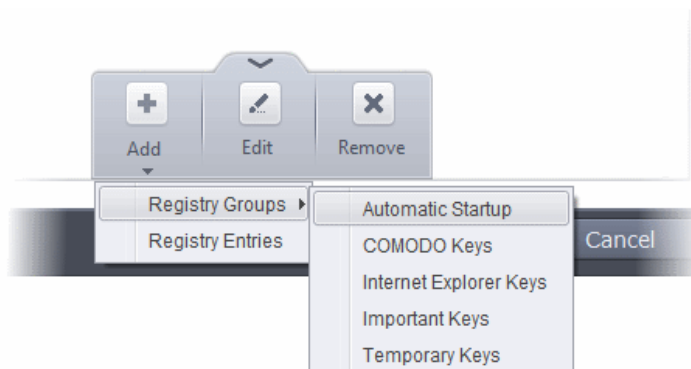 Add Edit Remove
Registry Groups
Registry Entries
Automatic Startup
COMODO Keys
Internet Explorer Keys
Important Keys
Temporary Keys
Cancel